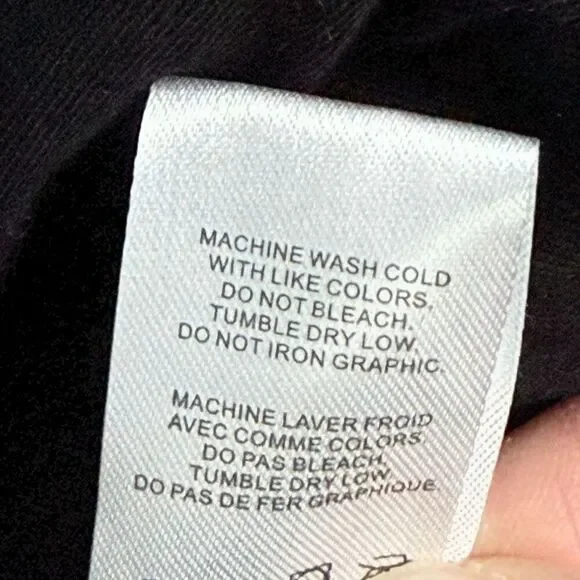 MACHINE WASH COLD
WITH LIKE COLORS.
DO NOT BLEACH.
TUMBLE DRY LOW.
DO NOT IRON GRAPHIC.
MACHINE LAVER FROID
AVEC COMME COLORS.
DO PAS BLEACH.
TUMBLE DRY LOW.
DO PAS DE FER GRAPHIQUE.